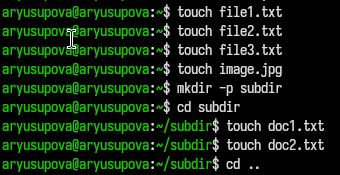 aryusupova@aryusupova:~$ touch file1.txt
aryusupova@aryusupova:~$ touch file2.txt
aryusupova@aryusupova:~$ touch file3.txt
aryusupova@aryusupova:~$ touch image.jpg
aryusupova@aryusupova:~$ mkdir -p subdir
aryusupova@aryusupova:~$ cd subdir
aryusupova@aryusupova:~/subdir$ touch doc1.txt
aryusupova@aryusupova:~/subdir$ touch doc2.txt
aryusupova@aryusupova:~/subdir$ cd ..